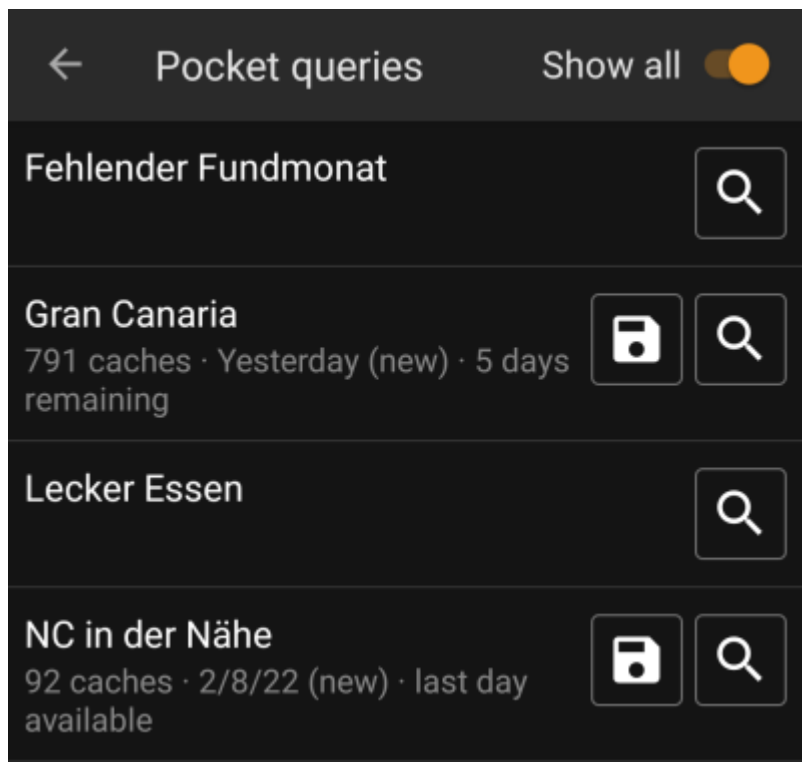 Pocket queries Show all
Fehlender Fundmonat
Gran Canaria
791 caches · Yesterday (new) · 5 days
remaining
Lecker Essen
NC in der Nähe
92 caches · 2/8/22 (new) · last day
available